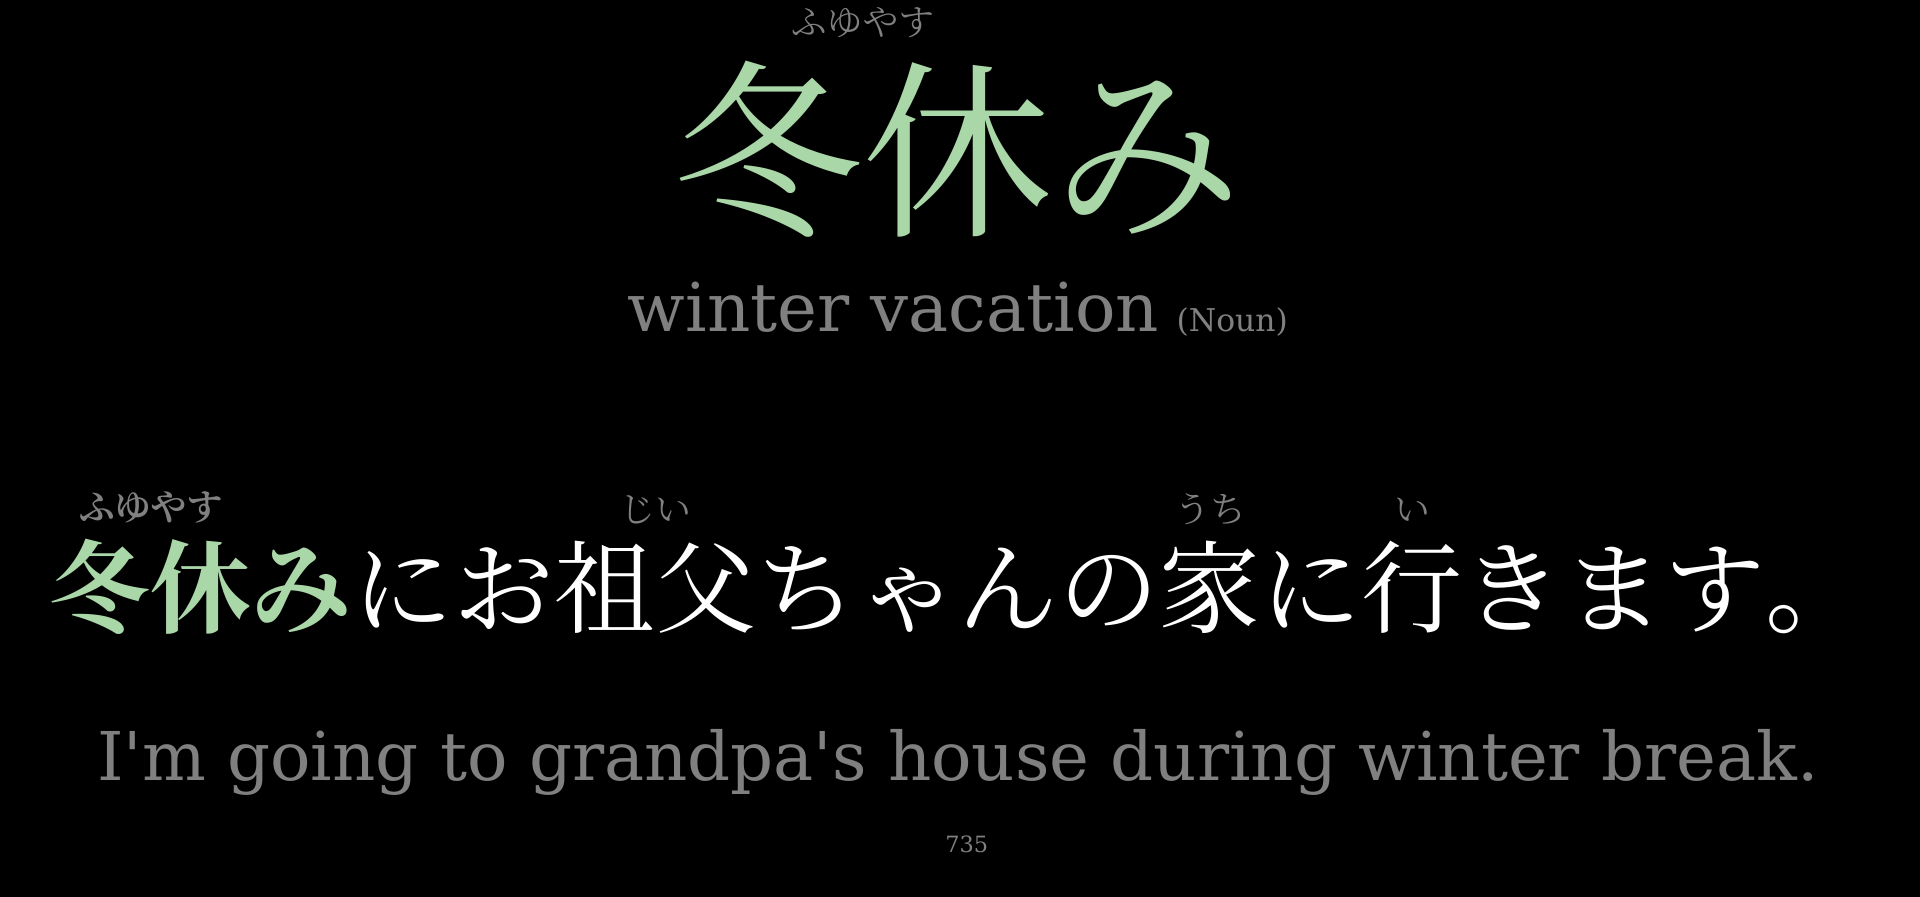 ふゆやす
冬休み
winter vacation (Noun)
ふゆやす じい うち い
冬休みにお祖父ちゃんの家に行きます。
I'm going to grandpa's house during winter break.
735